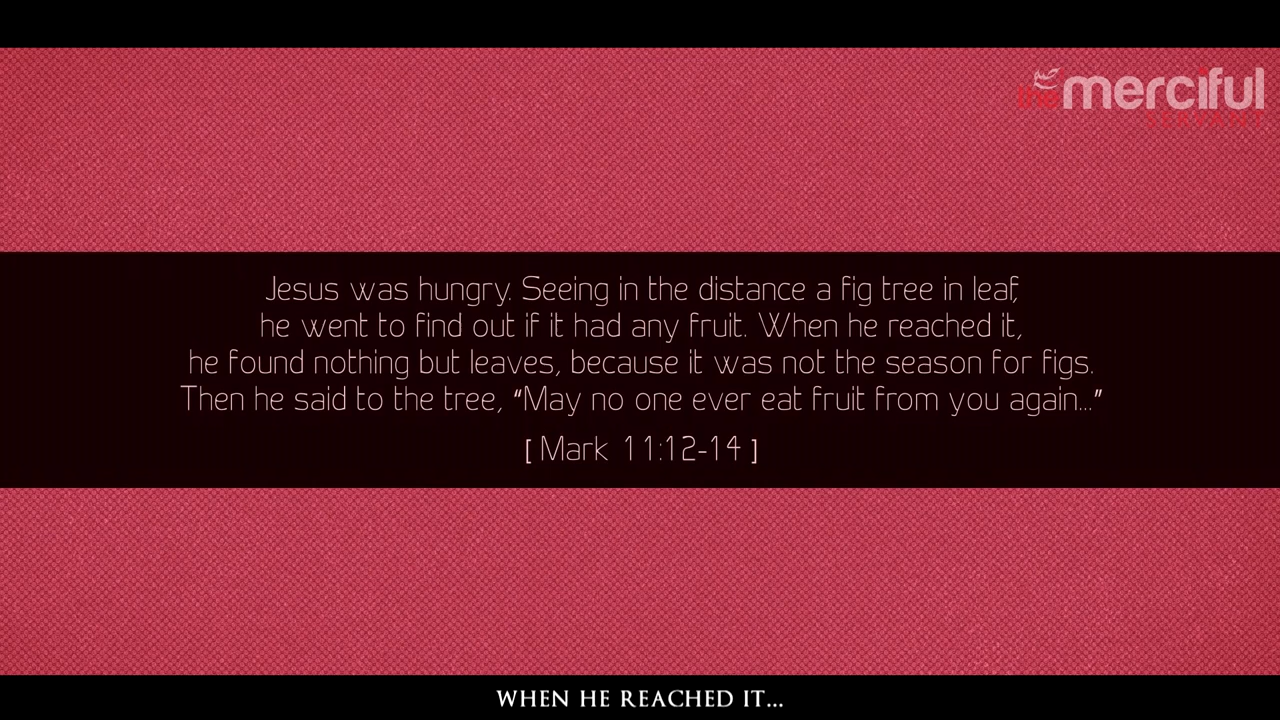 the merciful
SERVANT
Jesus was hungry. Seeing in the distance a fig tree in leaf,
he went to find out if it had any fruit. When he reached it,
he found nothing but leaves, because it was not the season for figs.
Then he said to the tree, “May no one ever eat fruit from you again...”
[ Mark 11:12-14 ]
WHEN HE REACHED IT...